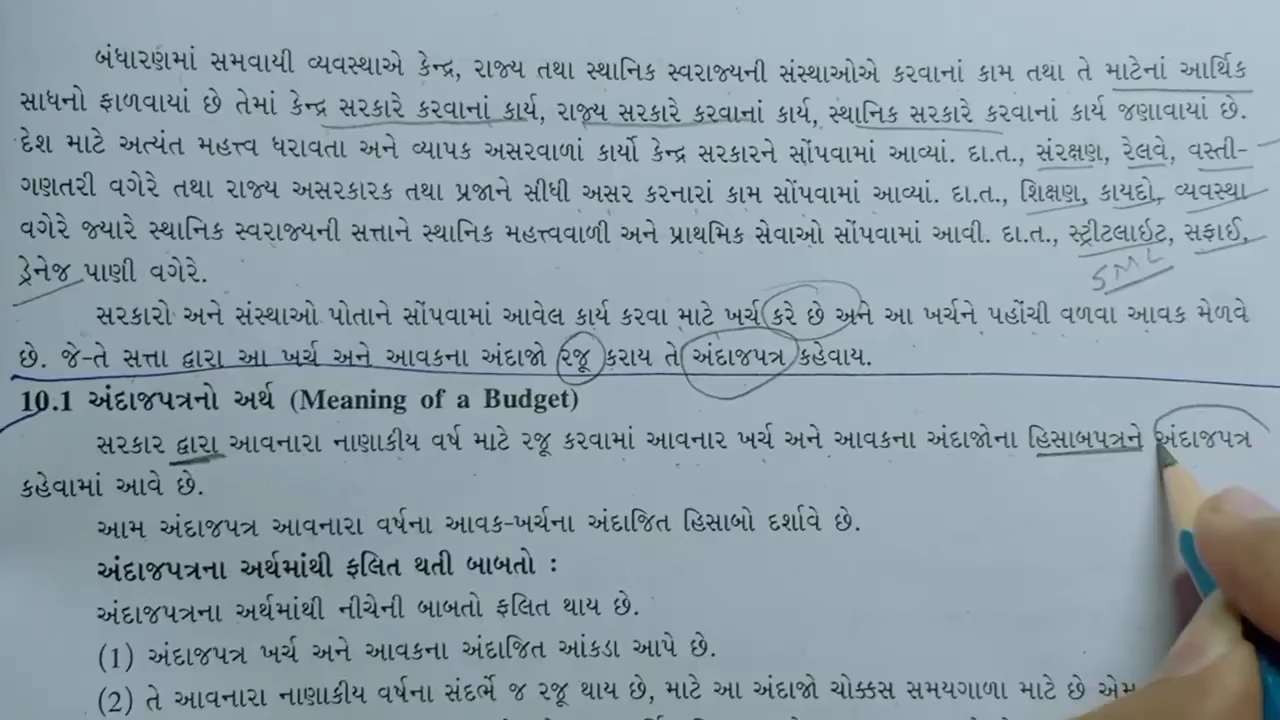 બંધારણમાં સમવાયી વ્યવસ્થાએ કેન્દ્ર, રાજ્ય તથા સ્થાનિક સ્વરાજ્યની સંસ્થાઓએ કરવાનાં કામ તથા તે માટેનાં આર્થિક
સાધનો ફાળવાયાં છે તેમાં કેન્દ્ર સરકારે કરવાનાં કાર્ય, રાજ્ય સરકારે કરવાનાં કાર્ય, સ્થાનિક સરકારે કરવાનાં કાર્ય જણાવાયાં છે.
દેશ માટે અત્યંત મહત્ત્વ ધરાવતા અને વ્યાપક અસરવાળાં કાર્યો કેન્દ્ર સરકારને સોંપવામાં આવ્યાં. દા.ત., સંરક્ષણ, રેલવે, વસ્તી-
ગણતરી વગેરે તથા રાજ્ય અસરકારક તથા પ્રજાને સીધી અસર કરનારાં કામ સોંપવામાં આવ્યાં. દા.ત., શિક્ષણ, કાયદો, વ્યવસ્થા
વગેરે જ્યારે સ્થાનિક સ્વરાજ્યની સત્તાને સ્થાનિક મહત્ત્વવાળી અને પ્રાથમિક સેવાઓ સોંપવામાં આવી. દા.ત., સ્ટ્રીટલાઇટ, સફાઈ,
ડ્રેનેજ પાણી વગેરે.
SML
સરકારો અને સંસ્થાઓ પોતાને સોંપવામાં આવેલ કાર્ય કરવા માટે ખર્ચ કરે છે અને આ ખર્ચને પહોંચી વળવા આવક મેળવે
છે. જે-તે સત્તા દ્વારા આ ખર્ચ અને આવકના અંદાજો રજૂ કરાય તે અંદાજપત્ર કહેવાય.
10.1 અંદાજપત્રનો અર્થ (Meaning of a Budget)
સરકાર દ્વારા આવનારા નાણાકીય વર્ષ માટે રજૂ કરવામાં આવનાર ખર્ચ અને આવકના અંદાજોના હિસાબપત્રને અંદાજપત્ર
કહેવામાં આવે છે.
આમ અંદાજપત્ર આવનારા વર્ષના આવક-ખર્ચના અંદાજિત હિસાબો દર્શાવે છે.
અંદાજપત્રના અર્થમાંથી ફલિત થતી બાબતો :
અંદાજપત્રના અર્થમાંથી નીચેની બાબતો ફલિત થાય છે.
(1) અંદાજપત્ર ખર્ચ અને આવકના અંદાજિત આંકડા આપે છે.
(2) તે આવનારા નાણાકીય વર્ષના સંદર્ભે જ રજૂ થાય છે, માટે આ અંદાજો ચોક્કસ સમયગાળા માટે છે એમ